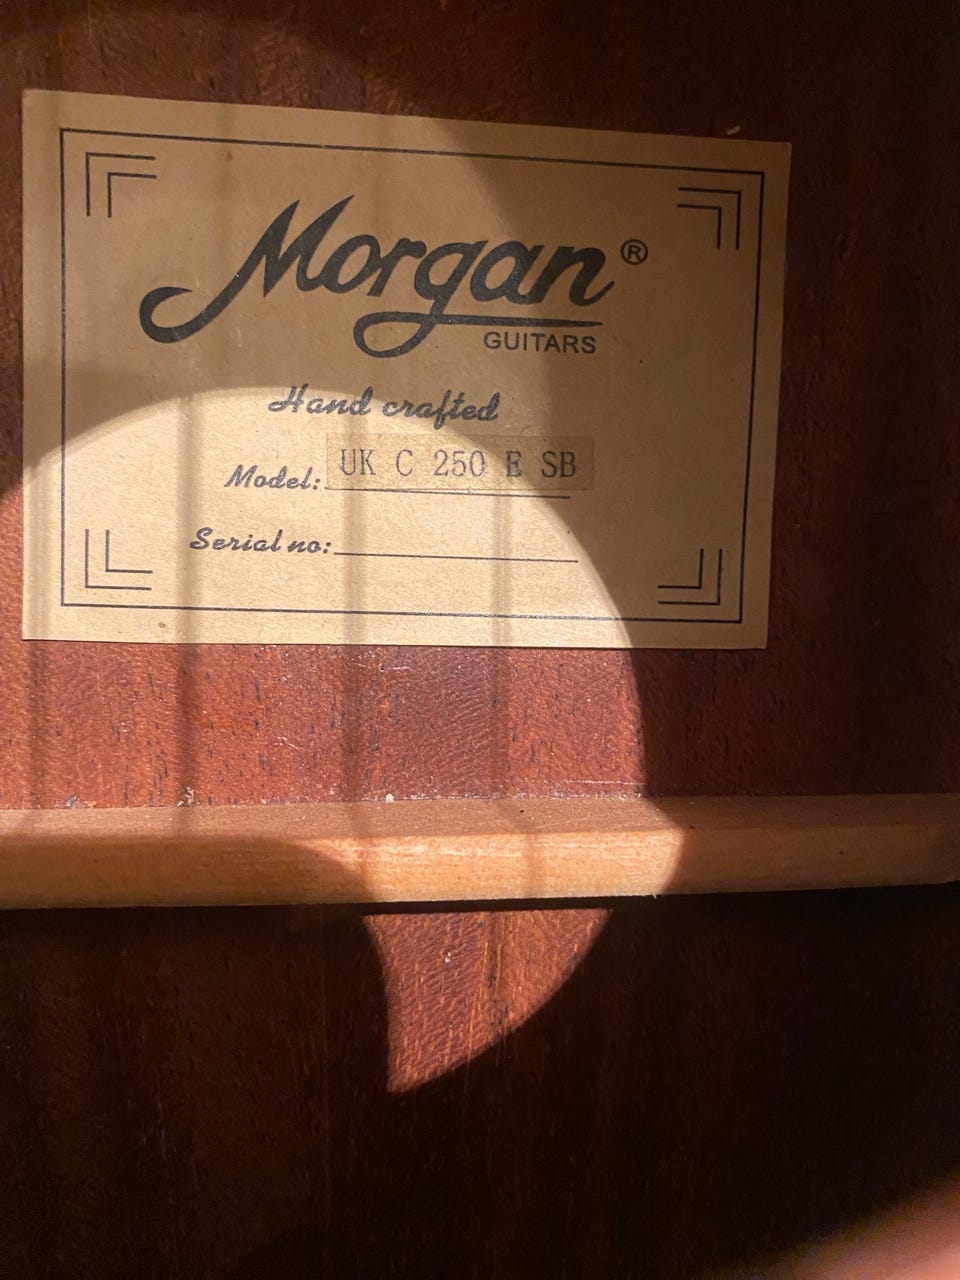 Morgan®
GUITARS
Hand crafted
Model: UK C 250 E SB
Serial no: